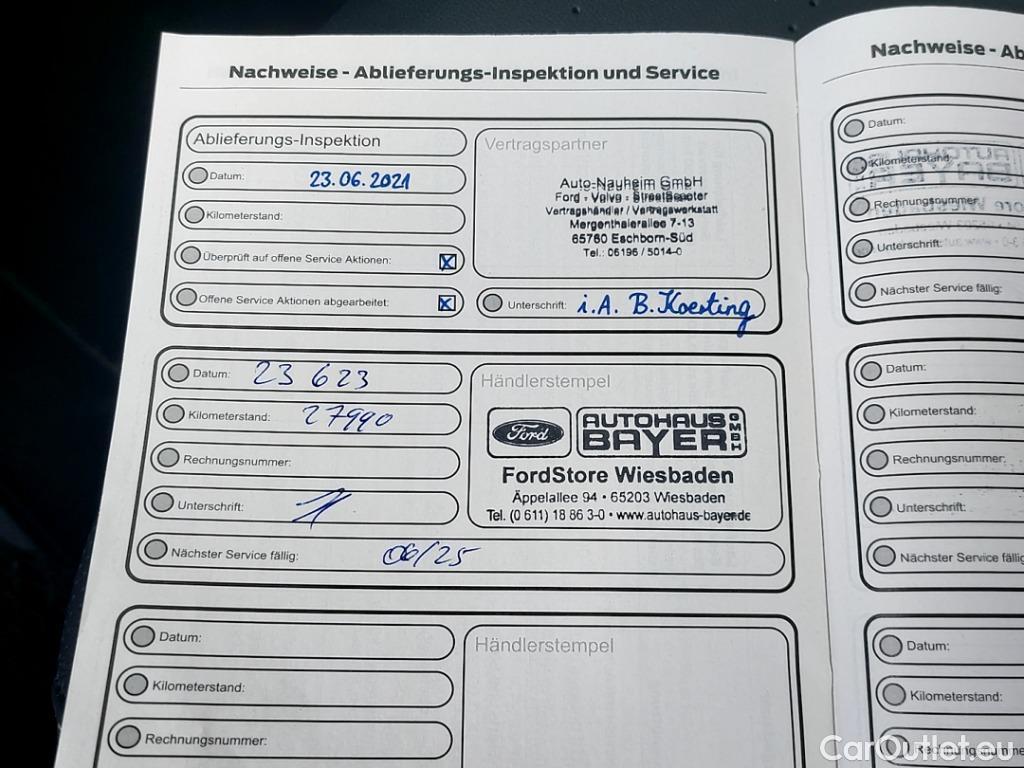 Nachweise - Ablieferungs-Inspektion und Service
Ablieferungs-Inspektion
Datum: 23.06.2021
Kilometerstand:
Überprüft auf offene Service Aktionen: X
Offene Service Aktionen abgearbeitet: X
Vertragspartner
Auto-Nauheim GmbH
Ford - Volvo - StreetScooter
Vertragshändler / Vertragswerkstatt
Mergenthalerallee 7-13
65760 Eschborn-Süd
Tel.: 06196 / 5014-0
Unterschrift: i.A. B. Koesting
Datum: 23 6 23
Kilometerstand: 27990
Rechnungsnummer:
Unterschrift:
Nächster Service fällig: 06/25
Händlerstempel
Ford AUTOHAUS BAYER GMBH
FordStore Wiesbaden
Äppelallee 94 • 65203 Wiesbaden
Tel. (0 611) 18 86 3-0 • www.autohaus-bayer.de
Datum:
Kilometerstand:
Rechnungsnummer:
Händlerstempel
Nachweise - Ab
Datum:
Kilometerstand:
Rechnungsnummer:
Unterschrift:
Nächster Service fällig:
Datum:
Kilometerstand:
Rechnungsnummer:
Unterschrift:
Nächster Service fällig
Datum:
Kilometerstand:
Rechnungsnumme
CarOutlet.eu